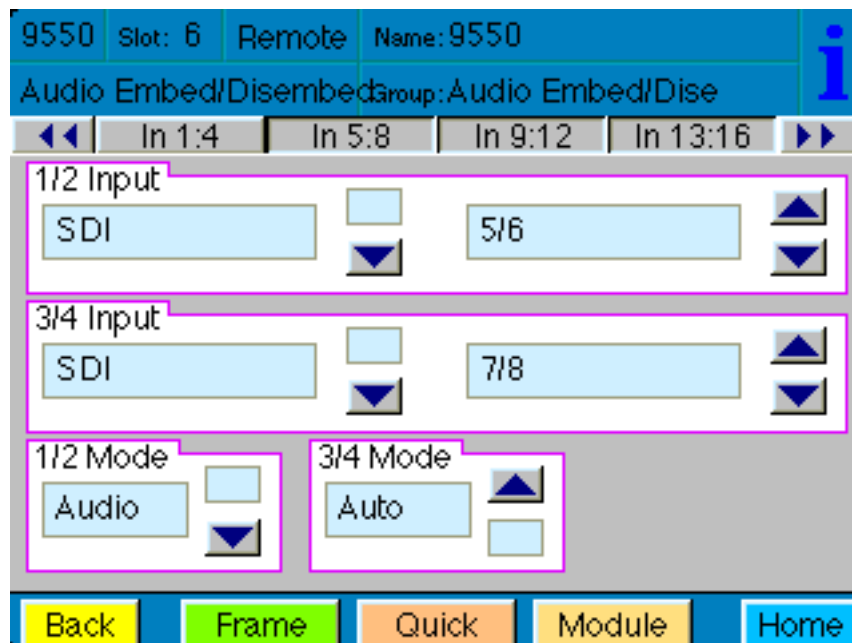 9550 Slot: 6 Remote Name: 9550 i
Audio Embed/Disembed Group: Audio Embed/Dise
In 1:4 In 5:8 In 9:12 In 13:16
1/2 Input
SDI 5/6
3/4 Input
SDI 7/8
1/2 Mode 3/4 Mode
Audio Auto
Back Frame Quick Module Home